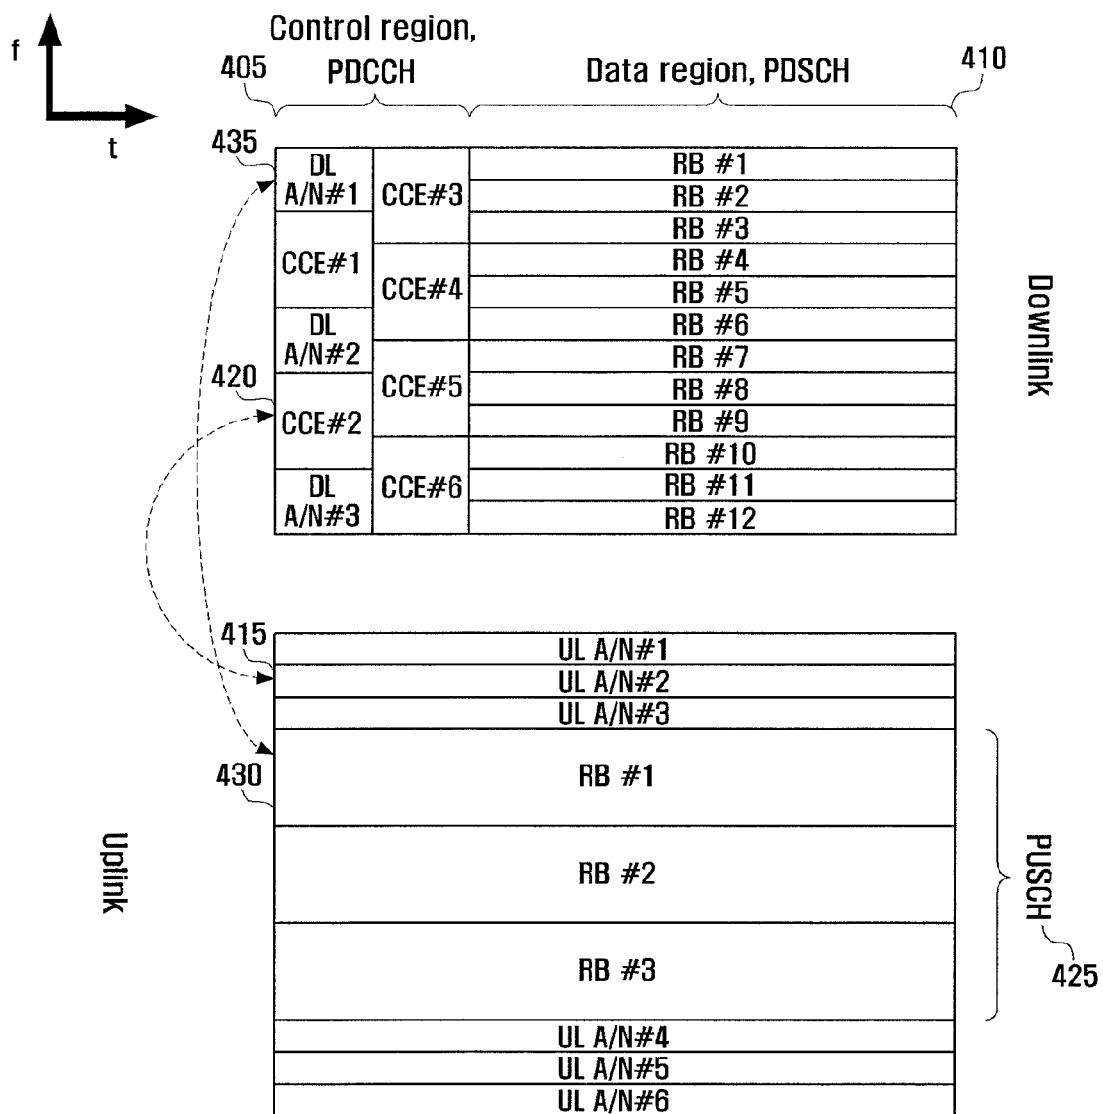 Control region,
f
405
PDCCH
Data region, PDSCH
410
t
435
DL
A/N#1
CCE#3
RB #1
RB #2
RB #3
CCE#1
CCE#4
RB #4
RB #5
DL
A/N#2
RB #6
CCE#5
RB #7
420
CCE#2
RB #8
RB #9
CCE#6
RB #10
DL
A/N#3
RB #11
RB #12
Downlink
415
UL A/N#1
UL A/N#2
UL A/N#3
430
RB #1
RB #2
RB #3
Uplink
PUSCH
425
UL A/N#4
UL A/N#5
UL A/N#6